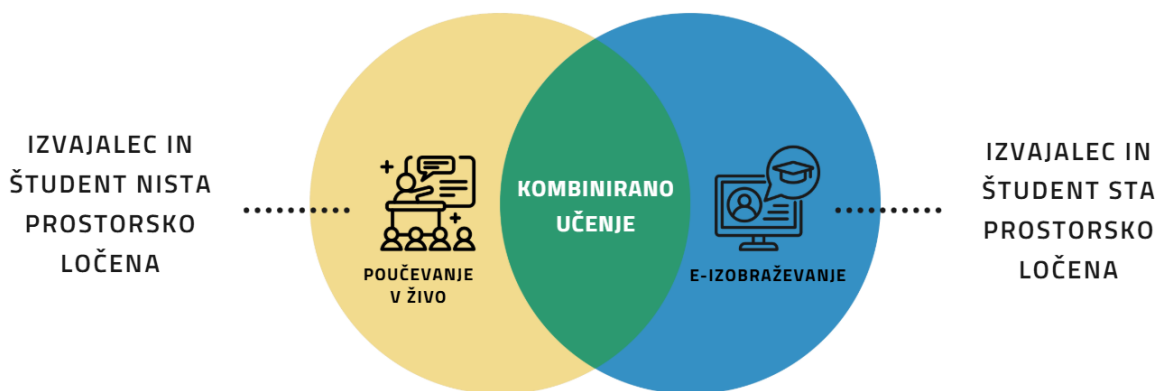 IZVAJALEC IN
ŠTUDENT NISTA
PROSTORSKO
LOČENA
POUČEVANJE
V ŽIVO
KOMBINIRANO
UČENJE
E-IZOBRAŽEVANJE
IZVAJALEC IN
ŠTUDENT STA
PROSTORSKO
LOČENA